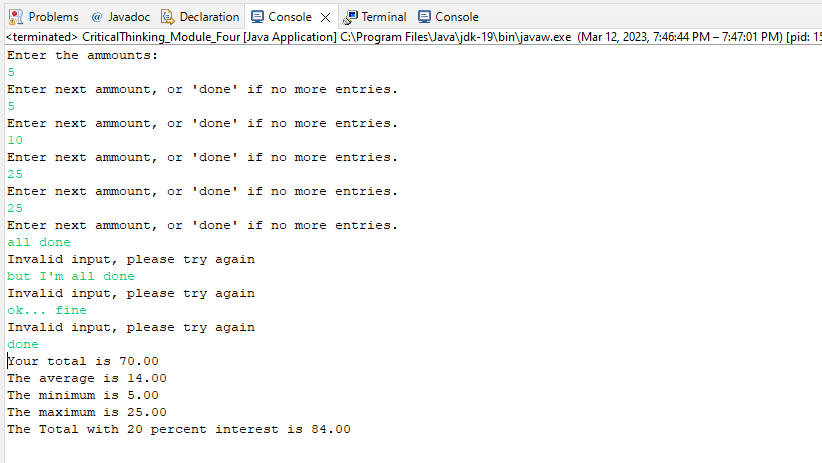 Problems @ Javadoc Declaration Console Terminal Console
<terminated> CriticalThinking_Module_Four [Java Application] C:\Program Files\Java\jdk-19\bin\javaw.exe (Mar 12, 2023, 7:46:44 PM – 7:47:01 PM) [pid: 15
Enter the ammounts:
5
Enter next ammount, or 'done' if no more entries.
5
Enter next ammount, or 'done' if no more entries.
10
Enter next ammount, or 'done' if no more entries.
25
Enter next ammount, or 'done' if no more entries.
25
Enter next ammount, or 'done' if no more entries.
all done
Invalid input, please try again
but I'm all done
Invalid input, please try again
ok... fine
Invalid input, please try again
done
Your total is 70.00
The average is 14.00
The minimum is 5.00
The maximum is 25.00
The Total with 20 percent interest is 84.00